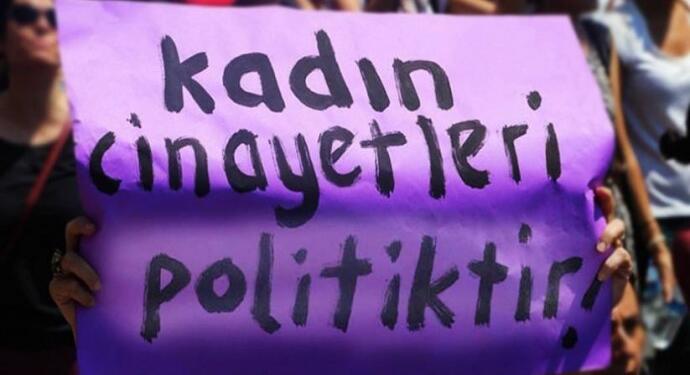 kadın
cinayetleri
politiktir!